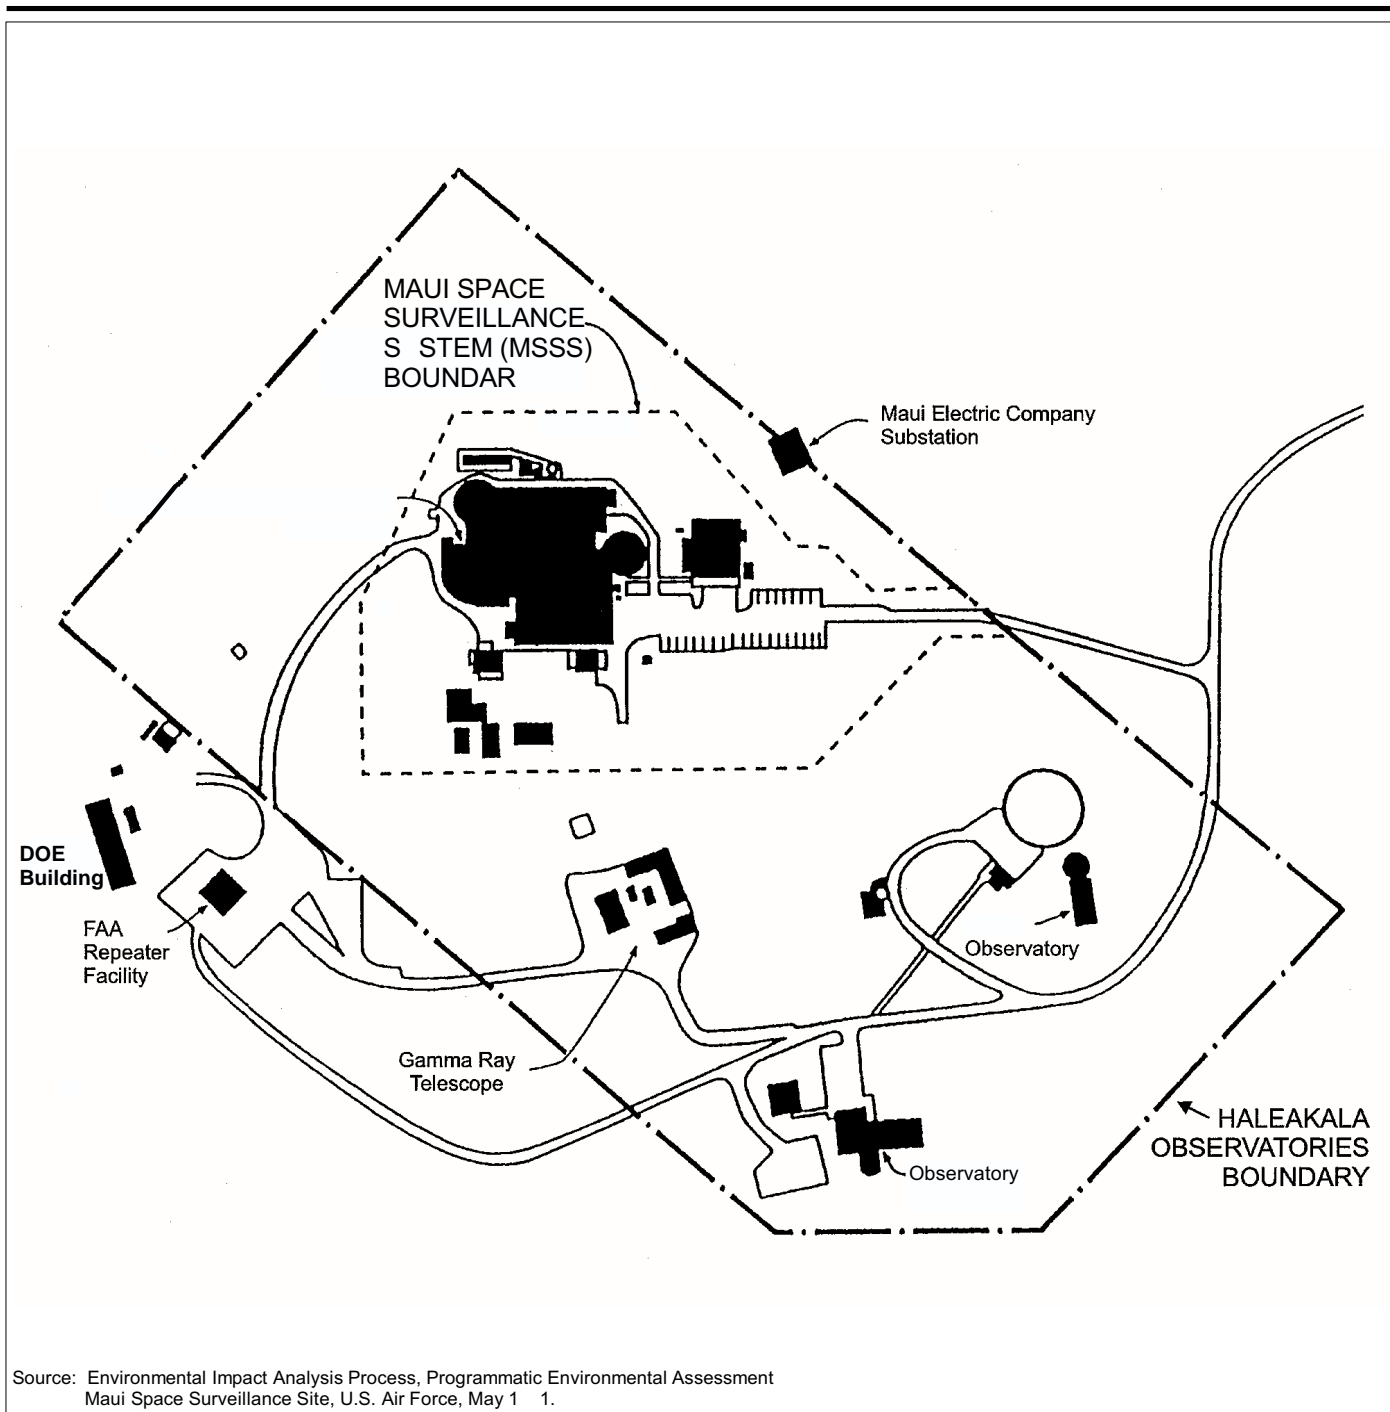 MAUI SPACE
SURVEILLANCE
S STEM (MSSS)
BOUNDAR
Maui Electric Company
Substation
DOE
Building
FAA
Repeater
Facility
Observatory
Gamma Ray
Telescope
HALEAKALA
OBSERVATORIES
BOUNDARY
Observatory
Source: Environmental Impact Analysis Process, Programmatic Environmental Assessment
Maui Space Surveillance Site, U.S. Air Force, May 1 1.